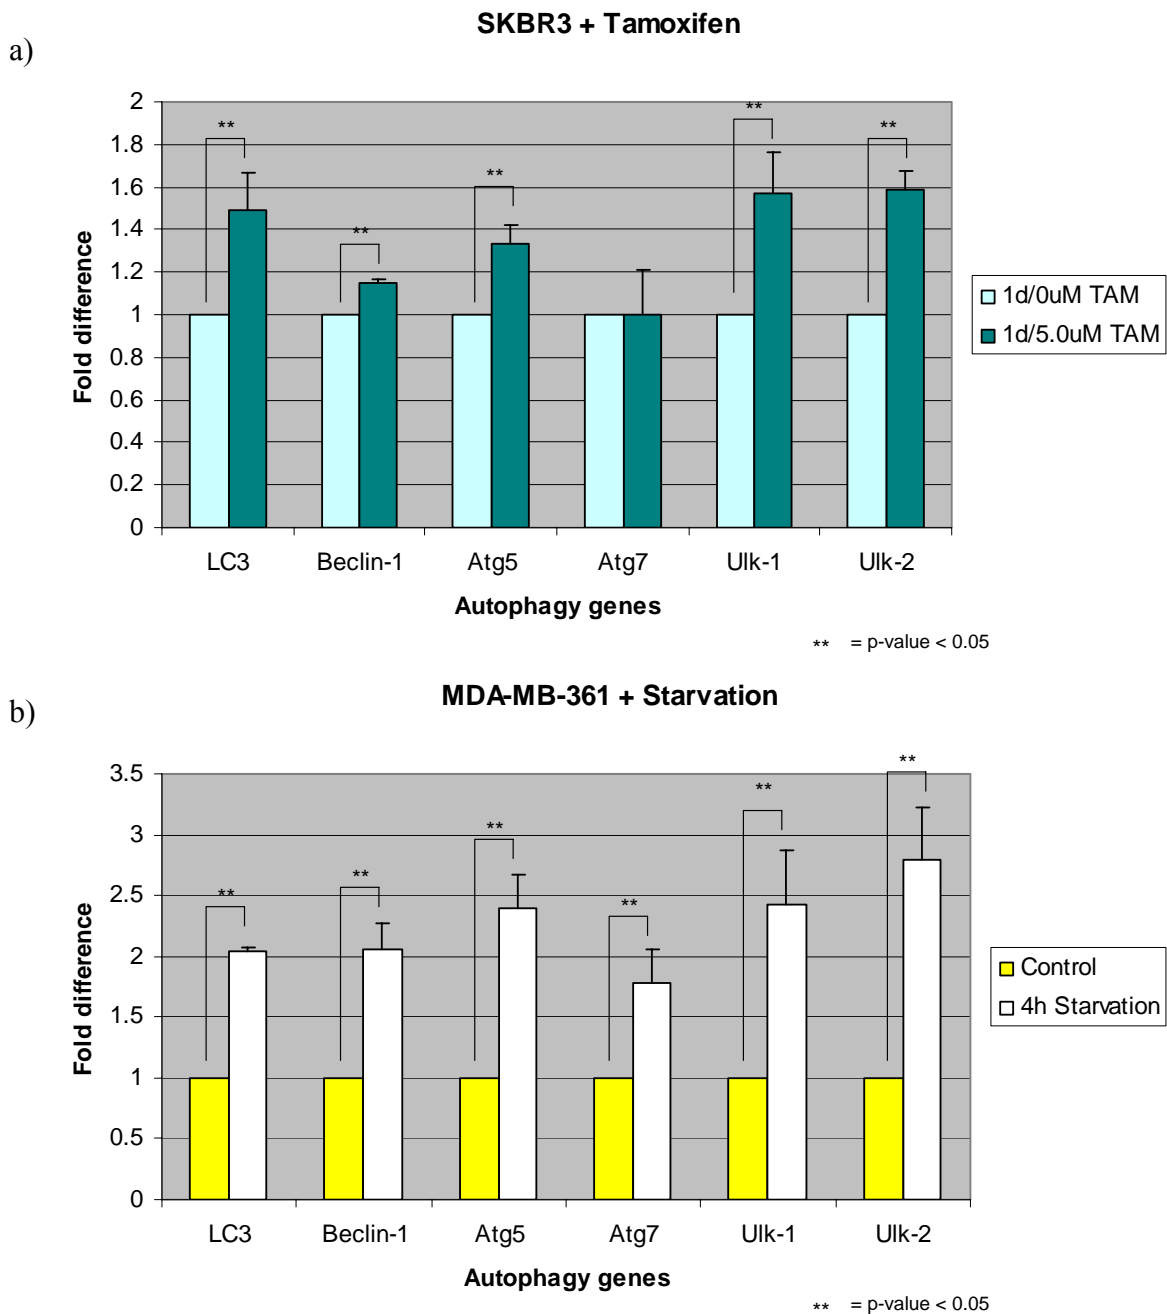 SKBR3 + Tamoxifen
a)
2
1.8
1.6
1.4
1.2
1
0.8
0.6
0.4
0.2
0
Fold difference
**
**
**
**
**
LC3 Beclin-1 Atg5 Atg7 Ulk-1 Ulk-2
Autophagy genes
1d/0uM TAM
1d/5.0uM TAM
** = p-value < 0.05
MDA-MB-361 + Starvation
b)
3.5
3
2.5
2
1.5
1
0.5
0
Fold difference
**
**
**
**
**
**
LC3 Beclin-1 Atg5 Atg7 Ulk-1 Ulk-2
Autophagy genes
Control
4h Starvation
** = p-value < 0.05